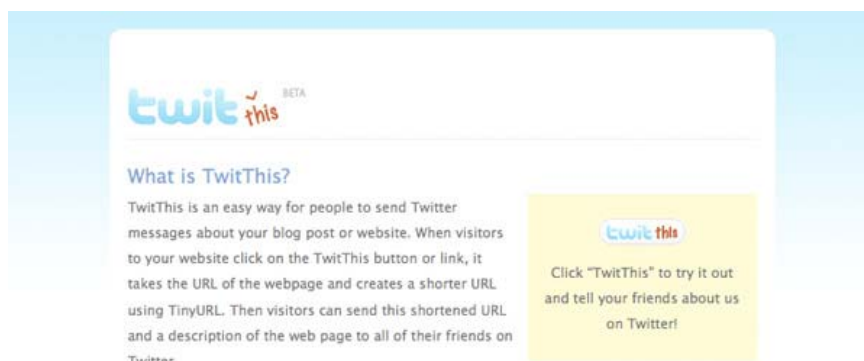 twit this BETA
What is TwitThis?
TwitThis is an easy way for people to send Twitter
messages about your blog post or website. When visitors
to your website click on the TwitThis button or link, it
takes the URL of the webpage and creates a shorter URL
using TinyURL. Then visitors can send this shortened URL
and a description of the web page to all of their friends on
Twitter.
twit this
Click “TwitThis” to try it out
and tell your friends about us
on Twitter!